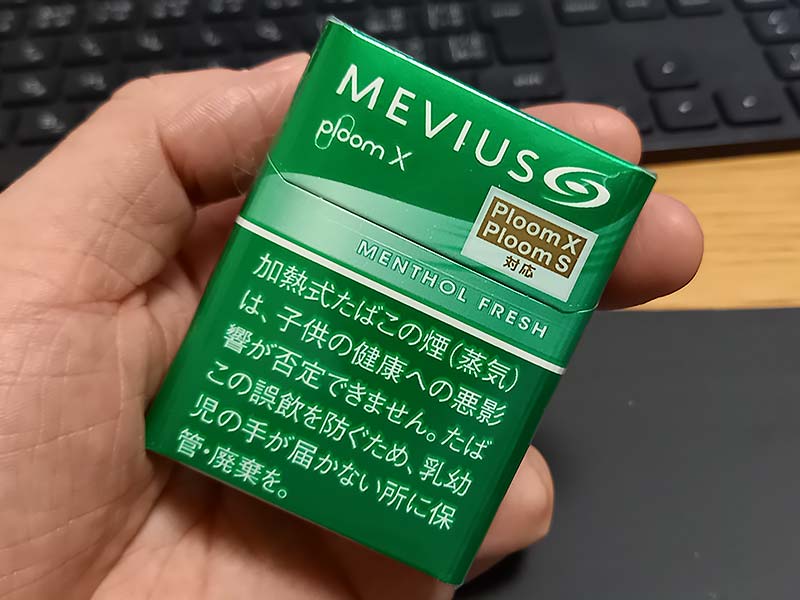 MEVIUS
ploom X
Ploom X
Ploom S
対応
MENTHOL FRESH
加熱式たばこの煙(蒸気)
は、子供の健康への悪影
響が否定できません。たば
この誤飲を防ぐため、乳幼
児の手が届かない所に保
管・廃棄を。